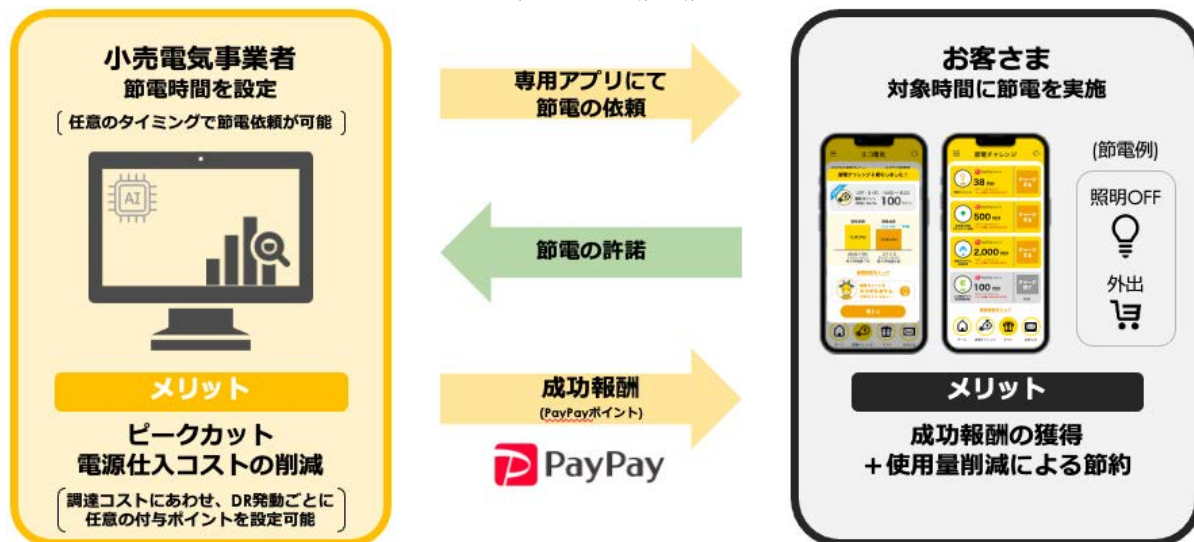 小売電気事業者
節電時間を設定
任意のタイミングで節電依頼が可能
AI
メリット
ピークカット
電源仕入コストの削減
調達コストにあわせ、DR発動ごとに
任意の付与ポイントを設定可能
専用アプリにて
節電の依頼
節電の許諾
成功報酬
(PayPayポイント)
PayPay
お客さま
対象時間に節電を実施
100
節電チャレンジ
38
500
2,000
100
(節電例)
照明OFF
外出
メリット
成功報酬の獲得
+使用量削減による節約